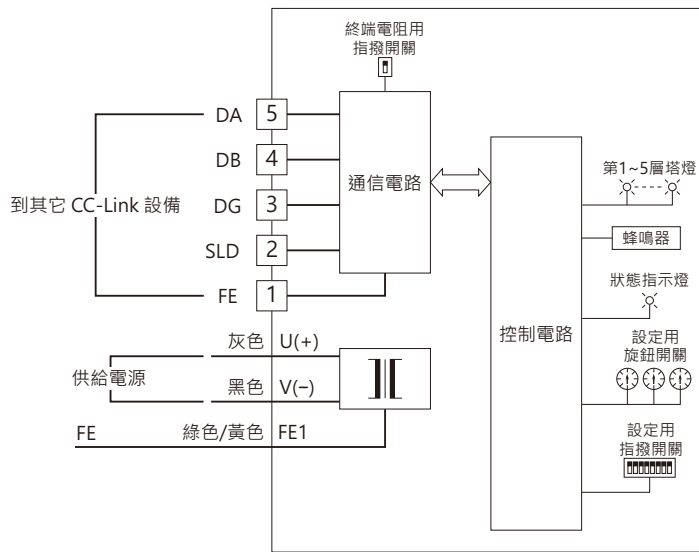 終端電阻用
指撥開關
DA 5
DB 4
到其它 CC-Link 設備
DG 3
SLD 2
FE 1
通信電路
灰色 U(+)
供給電源
黑色 V(−)
FE 綠色/黃色 FE1
控制電路
第1~5層塔燈
蜂鳴器
狀態指示燈
設定用
旋鈕開關
設定用
指撥開關